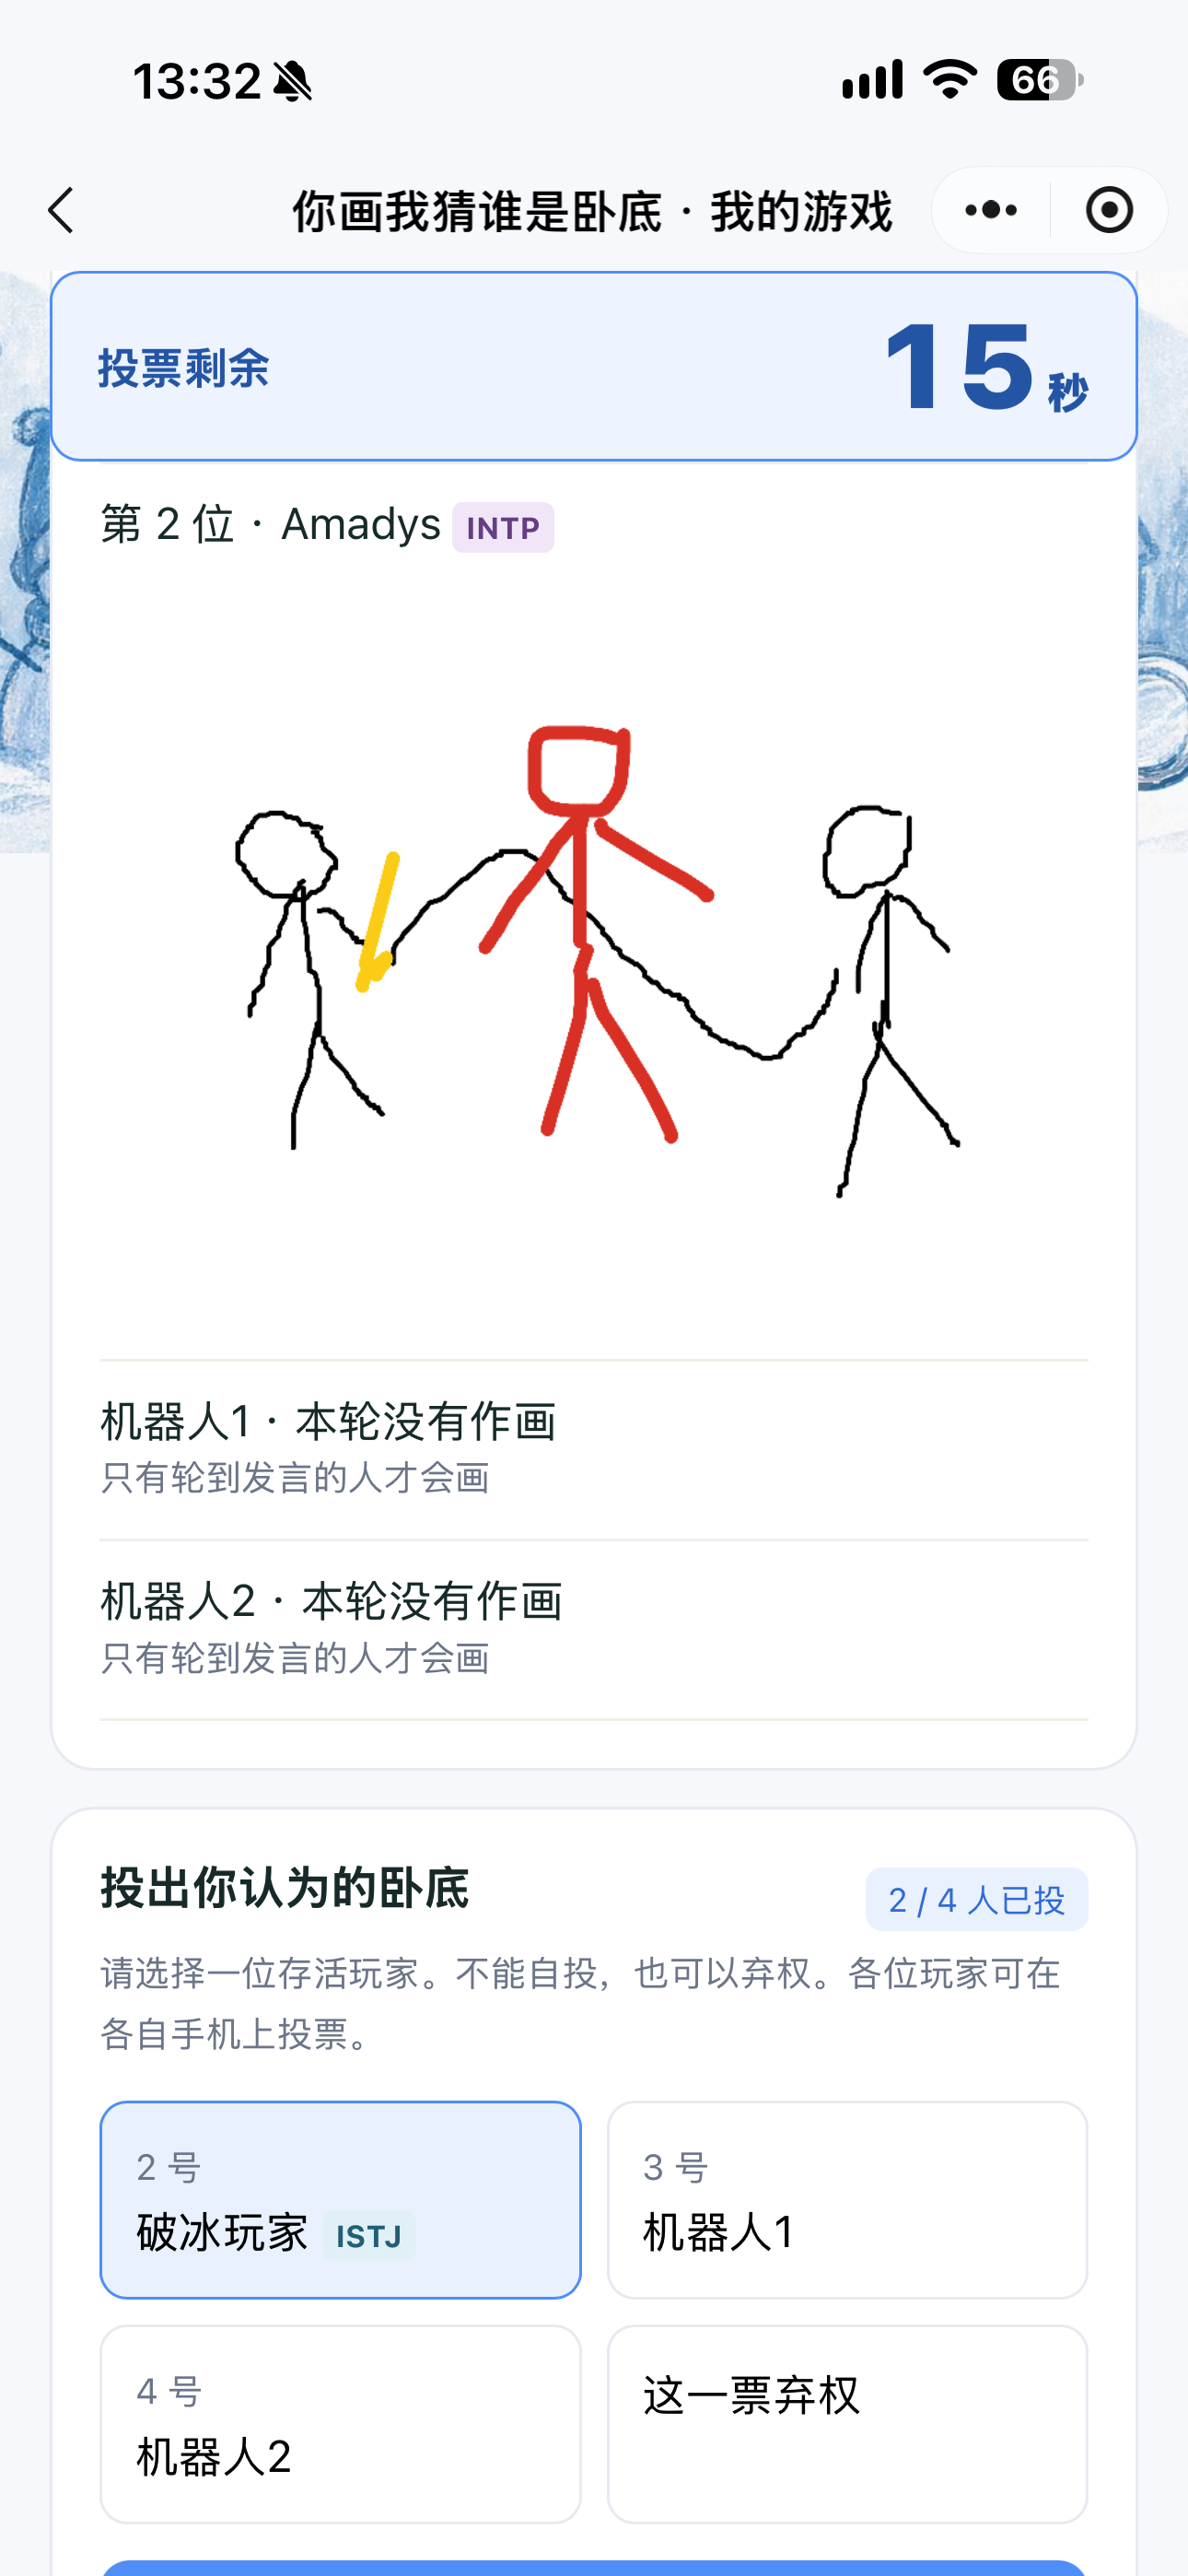 13:32
66
你画我猜谁是卧底 · 我的游戏
投票剩余
15 秒
第 2 位 · Amadys INTP
机器人1 · 本轮没有作画
只有轮到发言的人才会画
机器人2 · 本轮没有作画
只有轮到发言的人才会画
投出你认为的卧底
2 / 4 人已投
请选择一位存活玩家。不能自投，也可以弃权。各位玩家可在
各自手机上投票。
2 号
破冰玩家 ISTJ
3 号
机器人1
4 号
机器人2
这一票弃权